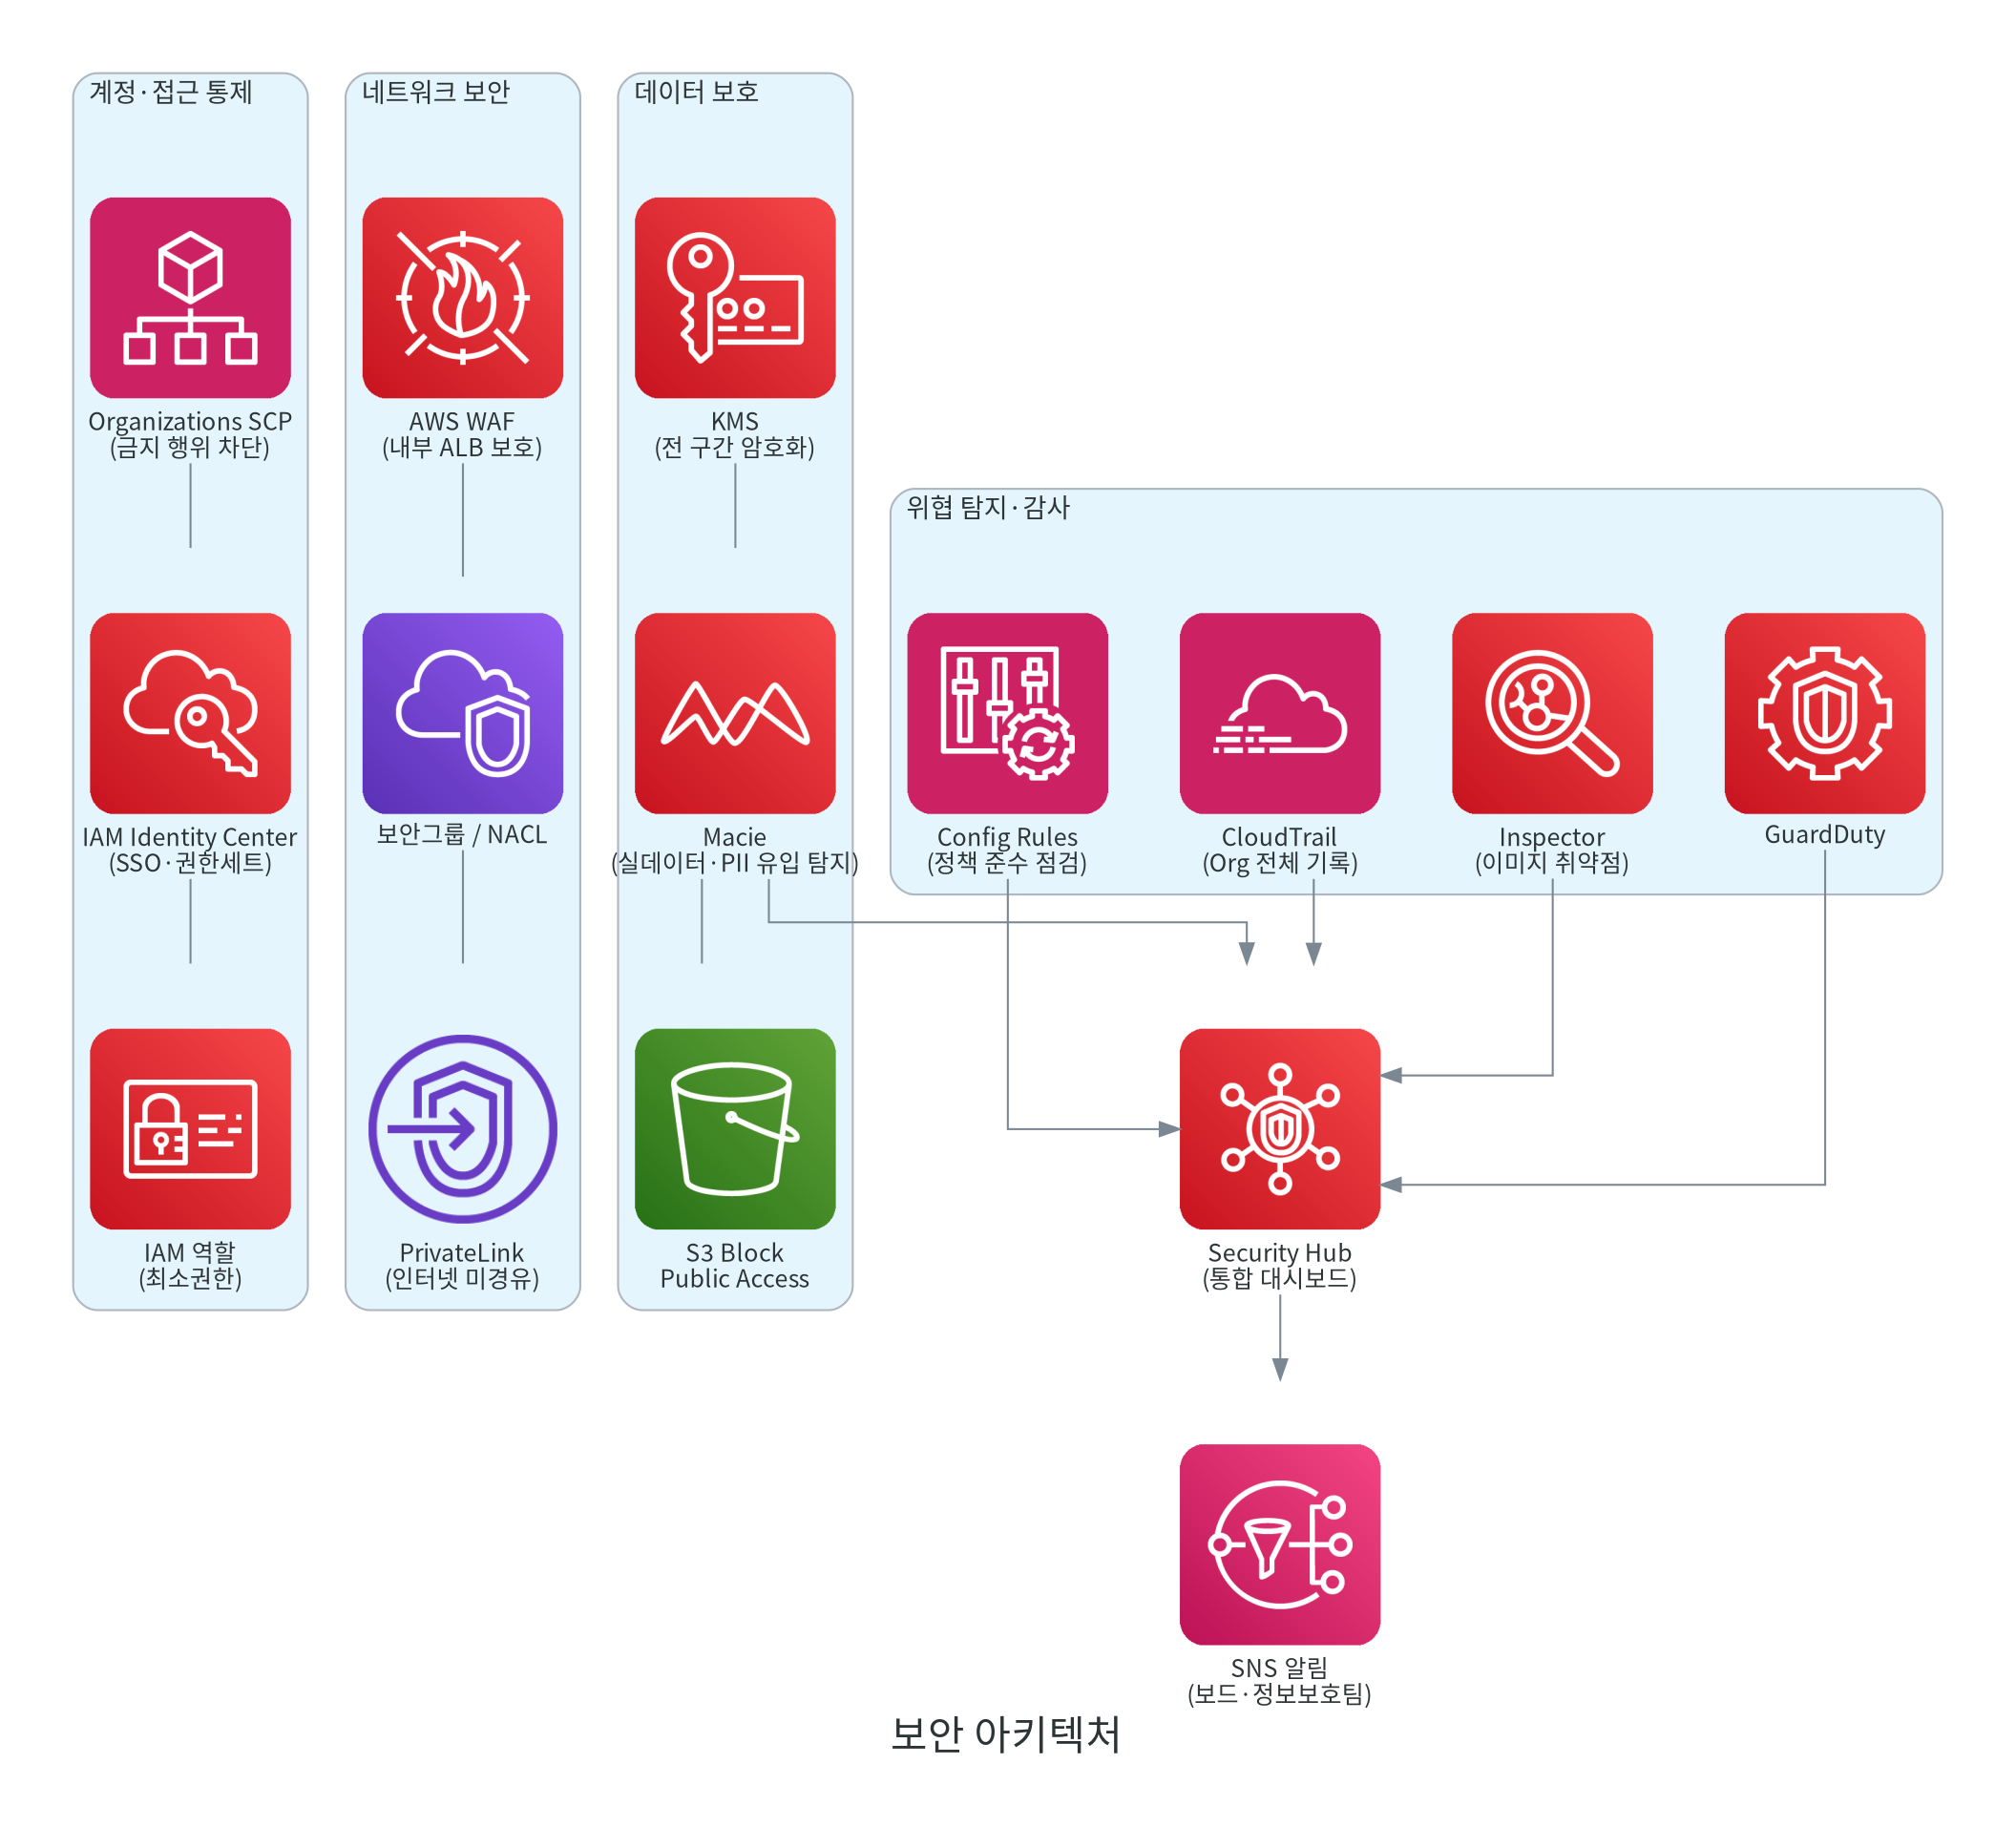 계정·접근 통제
Organizations SCP
(금지 행위 차단)
IAM Identity Center
(SSO·권한세트)
IAM 역할
(최소권한)
네트워크 보안
AWS WAF
(내부 ALB 보호)
보안그룹 / NACL
PrivateLink
(인터넷 미경유)
데이터 보호
KMS
(전 구간 암호화)
Macie
(실데이터·PII 유입 탐지)
S3 Block
Public Access
위협 탐지·감사
Config Rules
(정책 준수 점검)
CloudTrail
(Org 전체 기록)
Inspector
(이미지 취약점)
GuardDuty
Security Hub
(통합 대시보드)
SNS 알림
(보드·정보보호팀)
보안 아키텍처